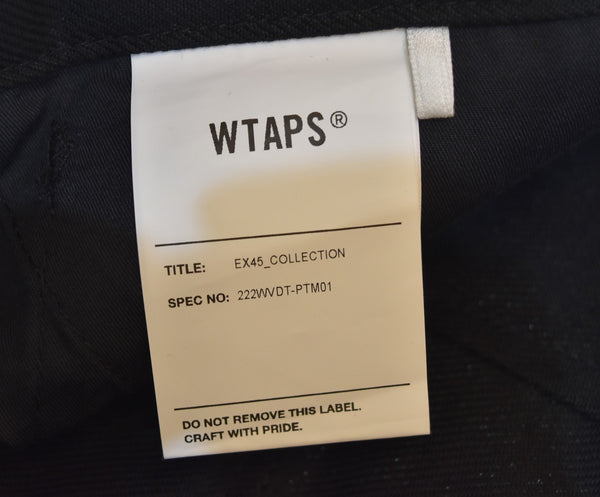 WTAPS®
TITLE: EX45_COLLECTION
SPEC NO: 222WVDT-PTM01
DO NOT REMOVE THIS LABEL.
CRAFT WITH PRIDE.